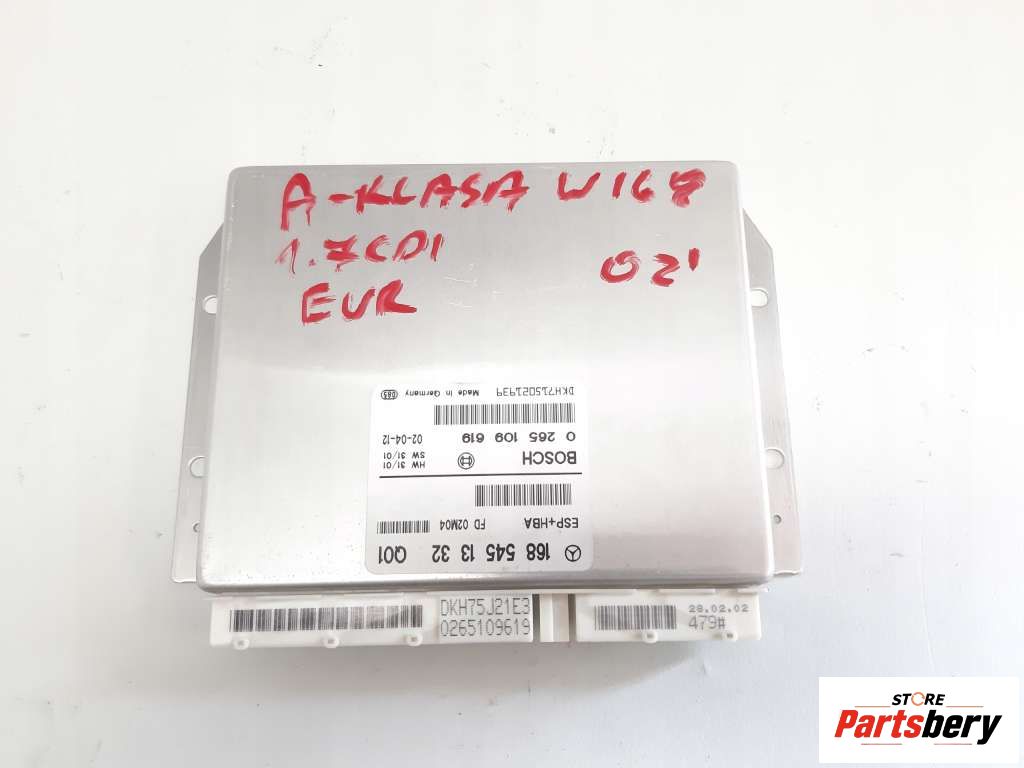 A-KLASA W168
1.7CDI 02'
EUR
168 545 13 32 Q01
ESP+HBA FD 02M04
BOSCH HW 31/01
SW 31/01
0 265 109 619 02-04-12
DKH715021939 Made in Germany 085
DKH75J21E3
0265109619
28.02.02
479#
STORE
Partsbery